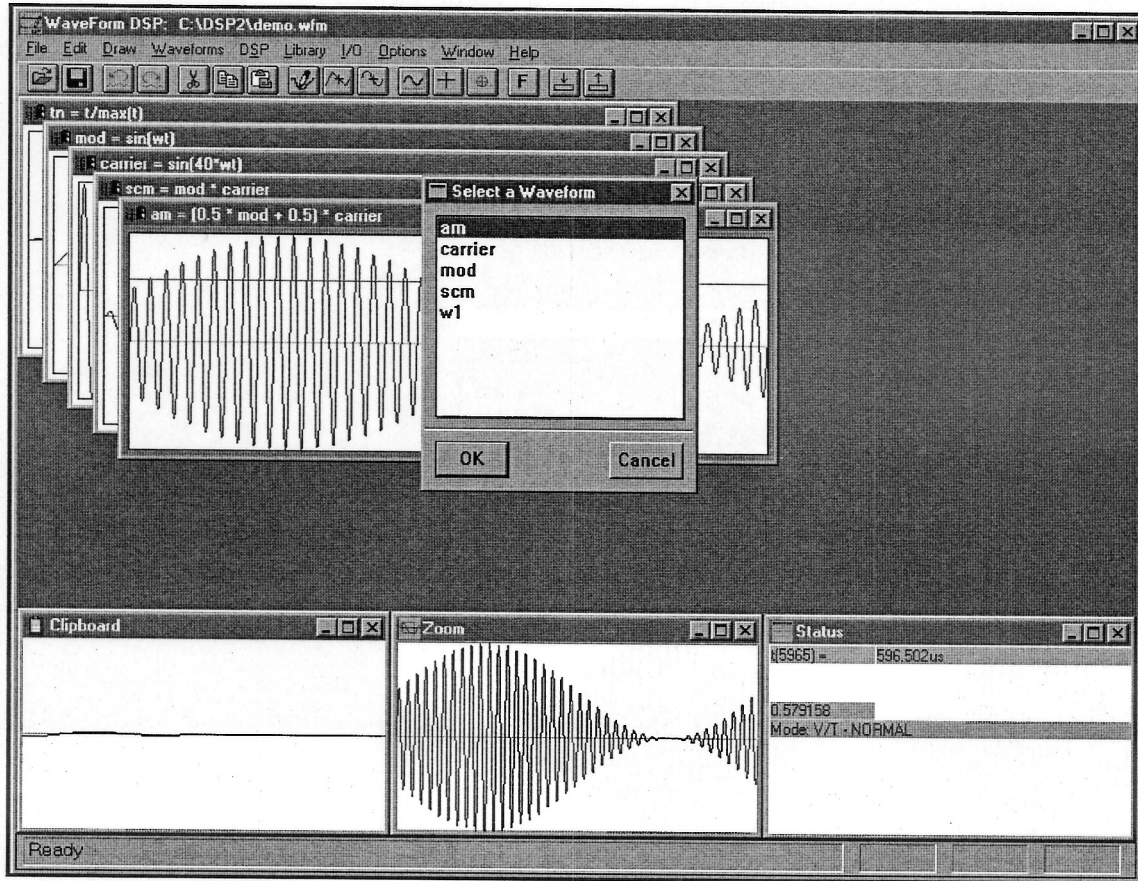 WaveForm DSP: C:\DSP2\demo.wfm
File Edit Draw Waveforms DSP Library I/O Options Window Help
F
tn = t/max(t)
mod = sin(wt)
carrier = sin(40*wt)
scm = mod * carrier
am = (0.5 * mod + 0.5) * carrier
Select a Waveform
am
carrier
mod
scm
w1
OK Cancel
Clipboard
Zoom
Status
t(5965) = 596.502us
0.579158
Mode: V/T - NORMAL
Ready